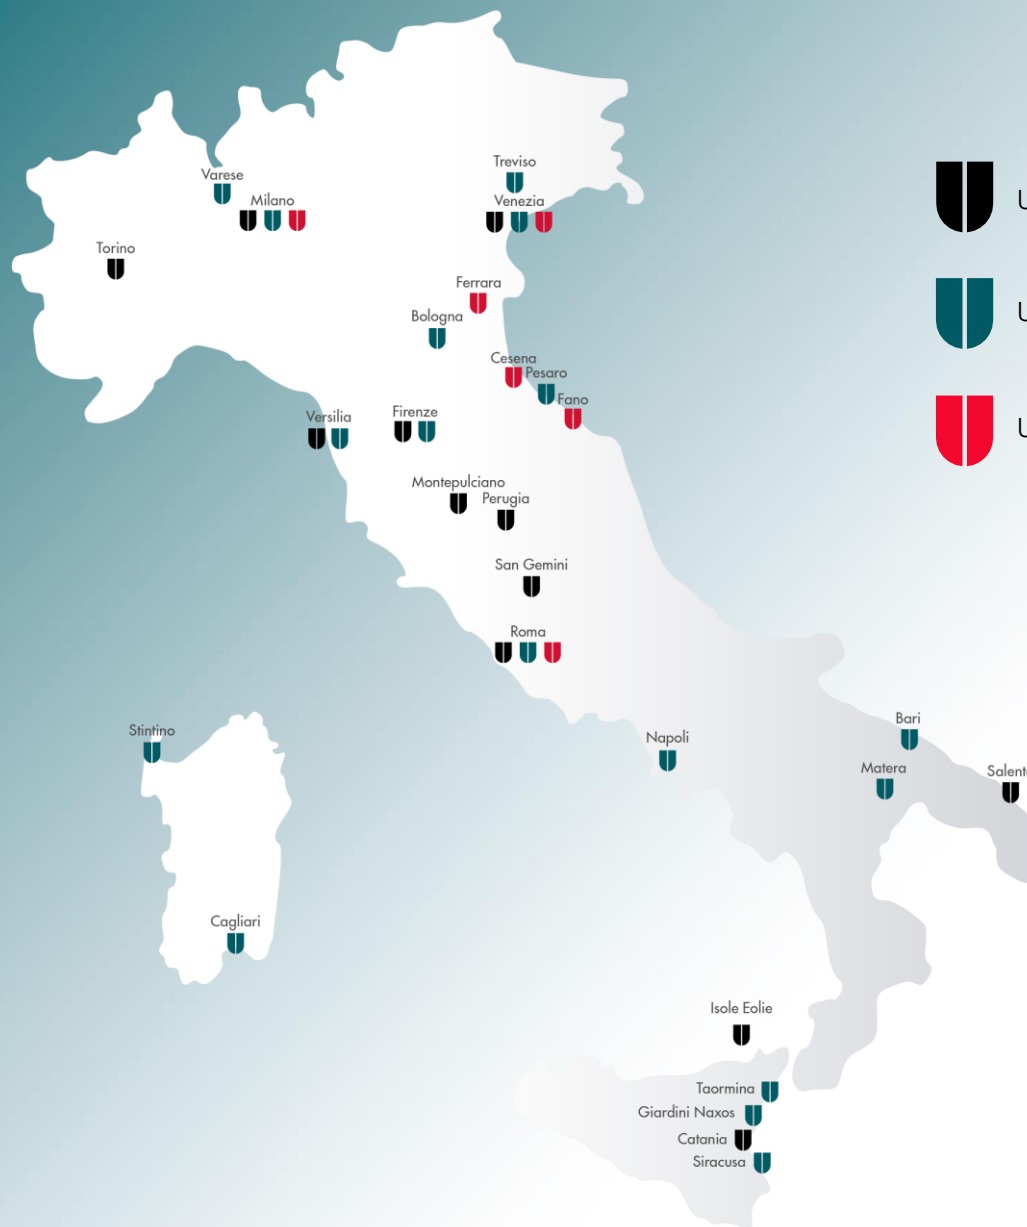 Treviso
Varese
Milano
Venezia
Torino
Ferrara
Bologna
Cesena
Pesaro
Fano
Versilia
Firenze
Montepulciano
Perugia
San Gemini
Roma
Bari
Stintino
Napoli
Matera
Salento
Cagliari
Isole Eolie
Taormina
Giardini Naxos
Catania
Siracusa
U
U
U